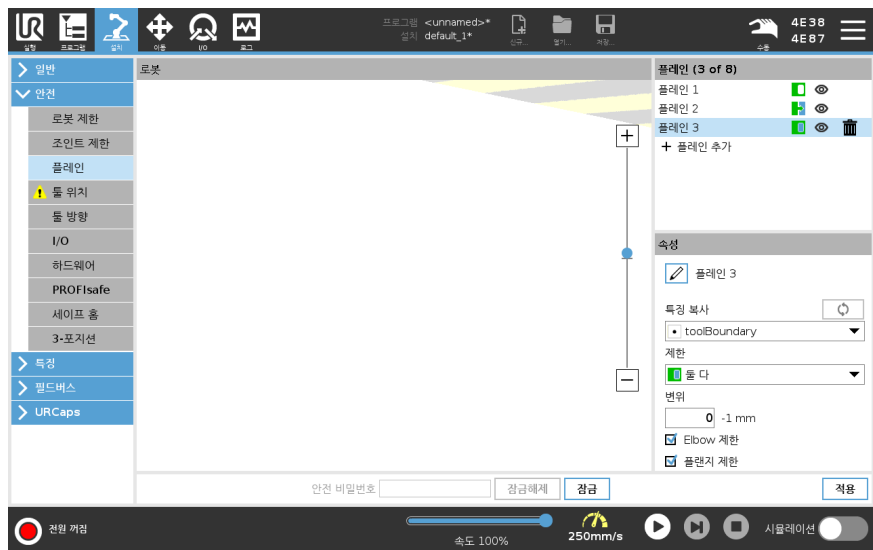 프로그램 <unnamed>*
설치 default_1*
실행 프로그램 설치 이동 I/O 로그
신규... 열기... 저장...
수동
4E38
4E87
일반
안전
로봇 제한
조인트 제한
플레인
툴 위치
툴 방향
I/O
하드웨어
PROFIsafe
세이프 홈
3-포지션
특징
필드버스
URCaps
로봇
플레인 (3 of 8)
플레인 1
플레인 2
플레인 3
플레인 추가
속성
플레인 3
특징 복사
toolBoundary
제한
둘 다
변위
0 -1 mm
Elbow 제한
플랜지 제한
안전 비밀번호 잠금해제 잠금 적용
전원 꺼짐
속도 100%
250mm/s
시뮬레이션